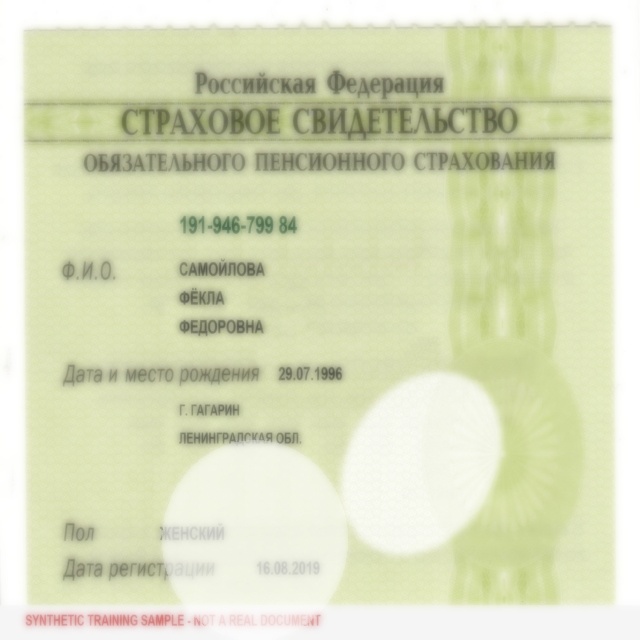 Российская Федерация
СТРАХОВОЕ СВИДЕТЕЛЬСТВО
ОБЯЗАТЕЛЬНОГО ПЕНСИОННОГО СТРАХОВАНИЯ
191-946-799 84
Ф.И.О. САМОЙЛОВА
ФЁКЛА
ФЕДОРОВНА
Дата и место рождения 29.07.1996
Г. ГАГАРИН
ЛЕНИНГРАДСКАЯ ОБЛ.
Пол ЖЕНСКИЙ
Дата регистрации 16.08.2019
SYNTHETIC TRAINING SAMPLE - NOT A REAL DOCUMENT